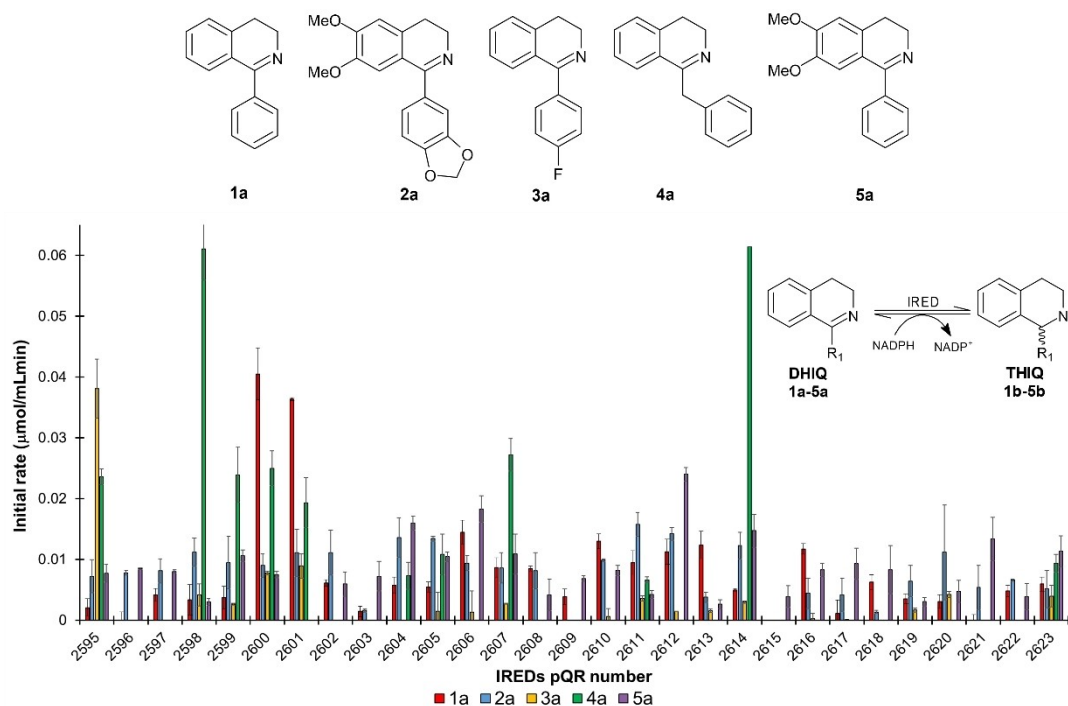 N
1a
MeO
MeO
N
O
O
2a
N
F
3a
N
4a
MeO
MeO
N
5a
Initial rate (µmol/mLmin)
0.06
0.05
0.04
0.03
0.02
0.01
0
N
R1
DHIQ
1a-5a
IRED
NADPH
NADP+
N
R1
THIQ
1b-5b
2595 2596 2597 2598 2599 2600 2601 2602 2603 2604 2605 2606 2607 2608 2609 2610 2611 2612 2613 2614 2615 2616 2617 2618 2619 2620 2621 2622 2623
IREDs pQR number
1a 2a 3a 4a 5a